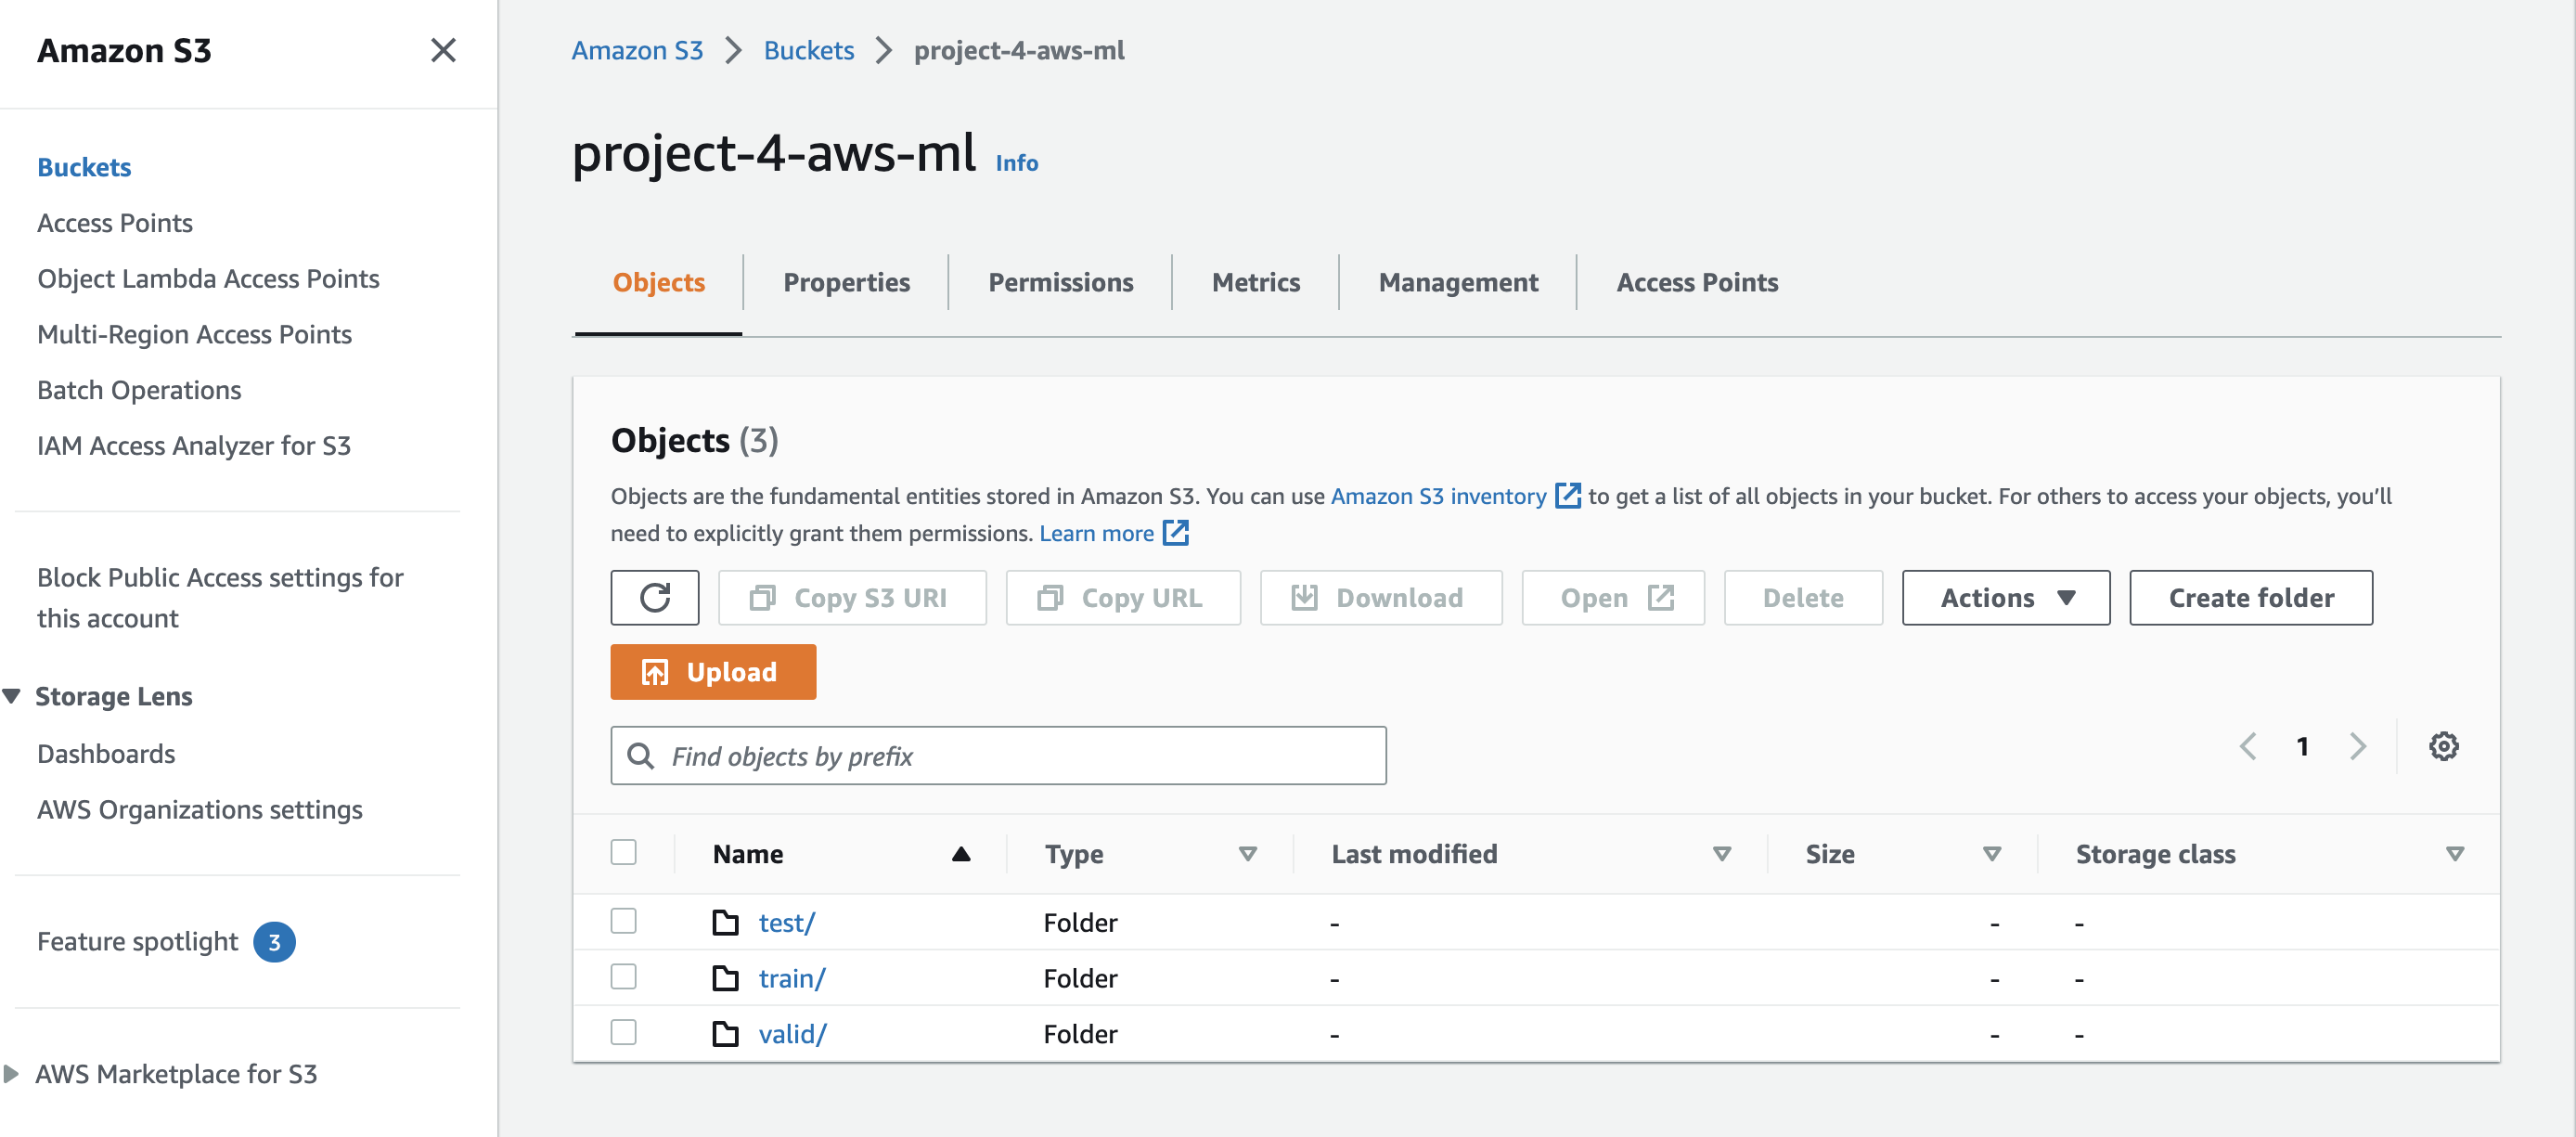 Amazon S3
Buckets
Access Points
Object Lambda Access Points
Multi-Region Access Points
Batch Operations
IAM Access Analyzer for S3
Block Public Access settings for
this account
Storage Lens
Dashboards
AWS Organizations settings
Feature spotlight 3
AWS Marketplace for S3
Amazon S3 Buckets project-4-aws-ml
project-4-aws-ml Info
Objects Properties Permissions Metrics Management Access Points
Objects (3)
Objects are the fundamental entities stored in Amazon S3. You can use Amazon S3 inventory to get a list of all objects in your bucket. For others to access your objects, you’ll
need to explicitly grant them permissions. Learn more
Copy S3 URI Copy URL Download Open Delete Actions Create folder
Upload
Find objects by prefix 1
Name Type Last modified Size Storage class
test/ Folder - - -
train/ Folder - - -
valid/ Folder - - -